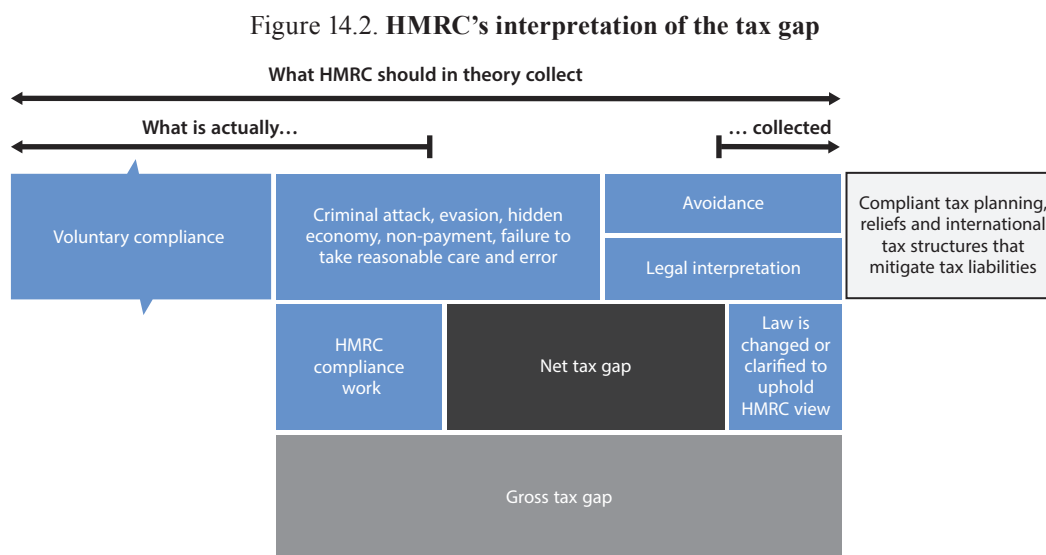 Figure 14.2. HMRC’s interpretation of the tax gap
What HMRC should in theory collect
What is actually…
… collected
Voluntary compliance
Criminal attack, evasion, hidden
economy, non-payment, failure to
take reasonable care and error
Avoidance
Legal interpretation
Compliant tax planning,
reliefs and international
tax structures that
mitigate tax liabilities
HMRC
compliance
work
Net tax gap
Law is
changed or
clarified to
uphold
HMRC view
Gross tax gap